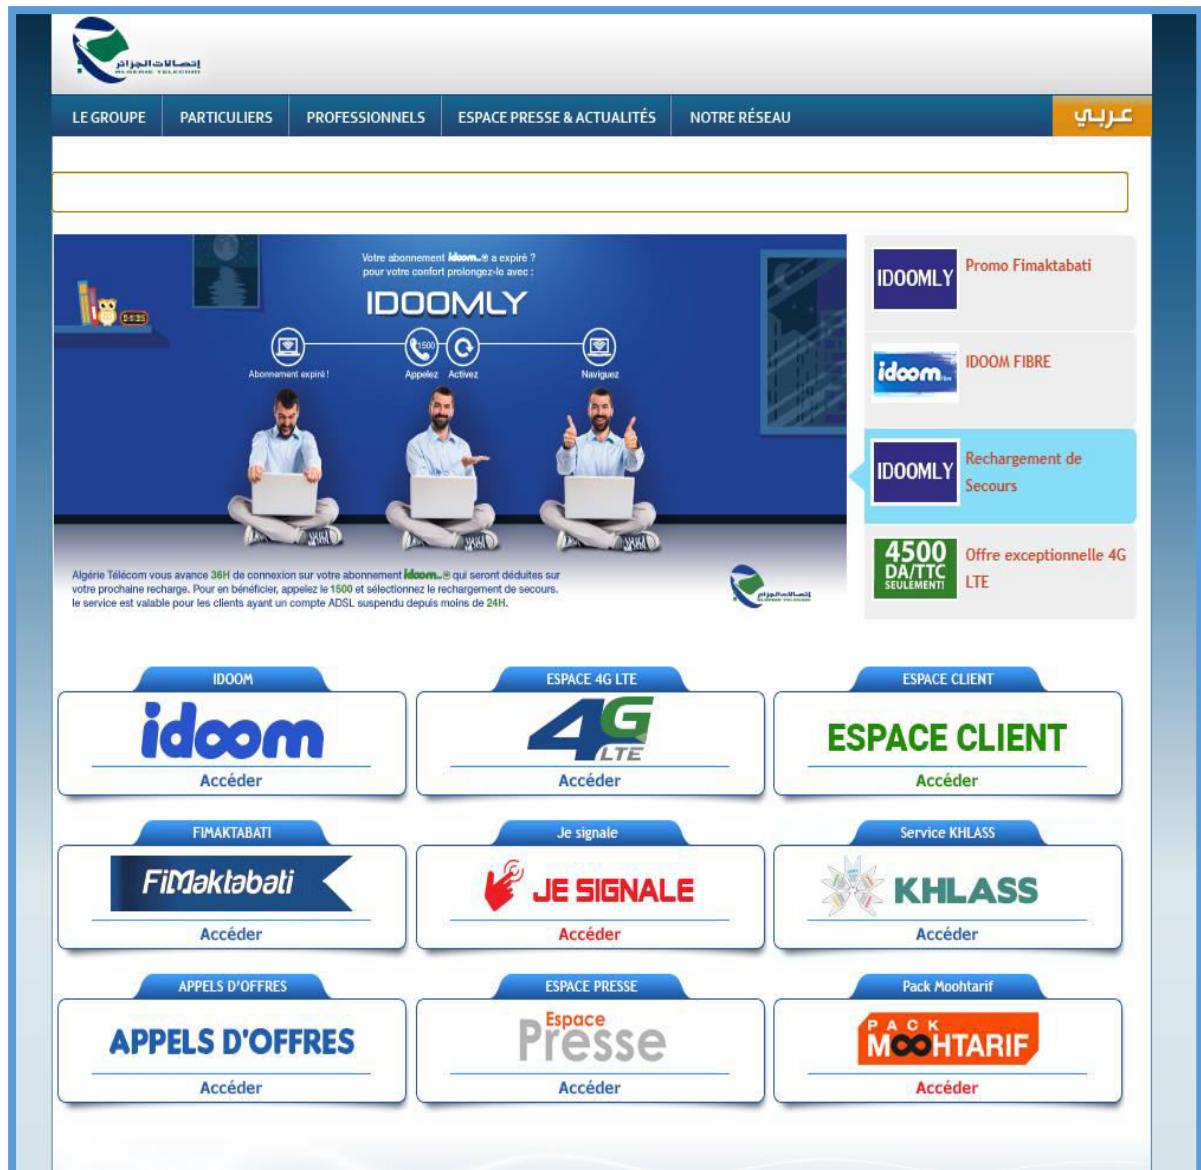 إتصالات الجزائر
ALGERIE TELECOM
LE GROUPE
PARTICULIERS
PROFESSIONNELS
ESPACE PRESSE & ACTUALITÉS
NOTRE RÉSEAU
عربي
Votre abonnement idoom..® a expiré ?
pour votre confort prolongez-le avec :
IDOOMLY
1500
Abonnement expiré !
Appelez
Activez
Naviguez
Algérie Télécom vous avance 36H de connexion sur votre abonnement idoom..® qui seront déduites sur
votre prochaine recharge. Pour en bénéficier, appelez le 1500 et sélectionnez le rechargement de secours.
le service est valable pour les clients ayant un compte ADSL suspendu depuis moins de 24H.
إتصالات الجزائر
ALGERIE TELECOM
IDOOMLY
Promo Fimaktabati
idoom fibre
IDOOM FIBRE
IDOOMLY
Rechargement de
Secours
4500
DA/TTC
SEULEMENT!
Offre exceptionnelle 4G
LTE
IDOOM
idoom
Accéder
ESPACE 4G LTE
4G
LTE
Accéder
ESPACE CLIENT
ESPACE CLIENT
Accéder
FIMAKTABATI
FiMaktabati
Accéder
Je signale
JE SIGNALE
Accéder
Service KHLASS
KHLASS
Accéder
APPELS D'OFFRES
APPELS D'OFFRES
Accéder
ESPACE PRESSE
Espace
Presse
Accéder
Pack Moohtarif
PACK
MOOHTARIF
Accéder